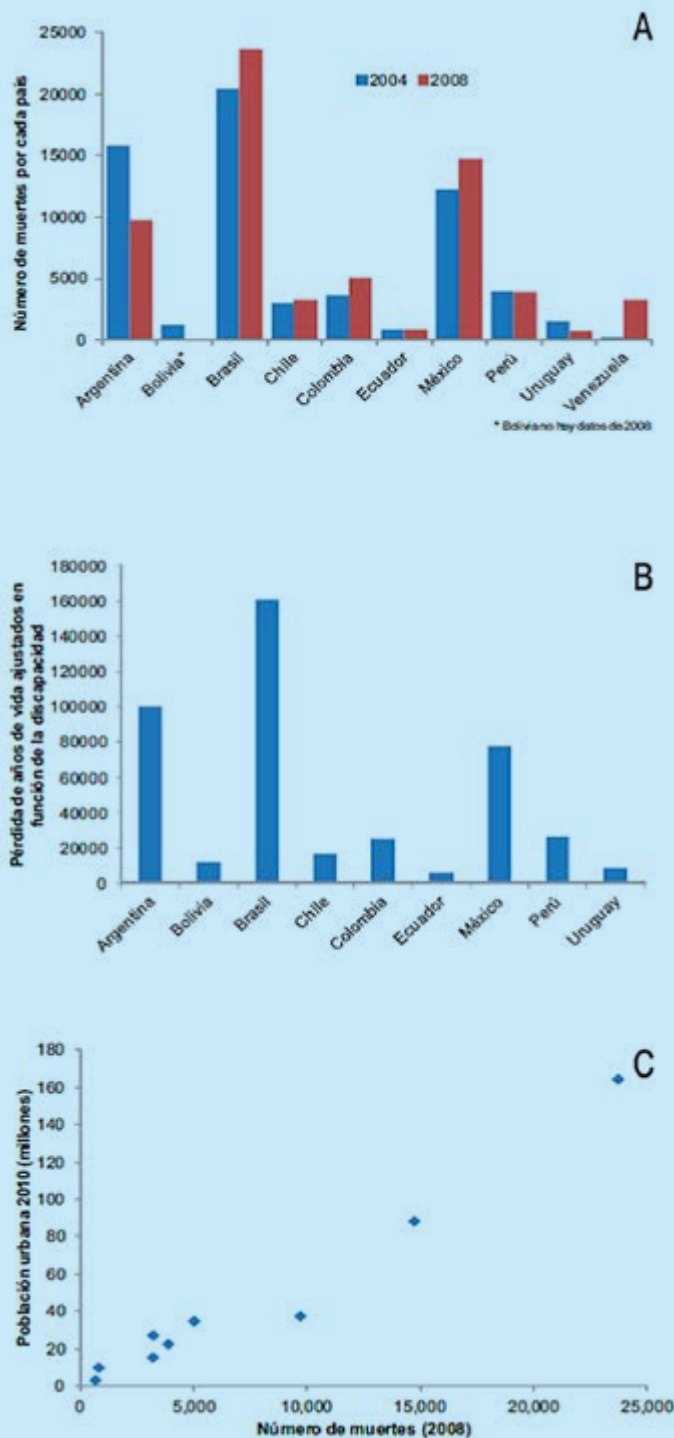 A
Número de muertes por cada país
25000
20000
15000
10000
5000
0
2004 2008
Argentina
Bolivia*
Brasil
Chile
Colombia
Ecuador
México
Perú
Uruguay
Venezuela
* Bolivia no hay datos de 2008
B
Pérdida de años de vida ajustados en
función de la discapacidad
180000
160000
140000
120000
100000
80000
60000
40000
20000
0
Argentina
Bolivia
Brasil
Chile
Colombia
Ecuador
México
Perú
Uruguay
C
Población urbana 2010 (millones)
180
160
140
120
100
80
60
40
20
0
0 5,000 10,000 15,000 20,000 25,000
Número de muertes (2008)